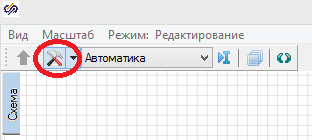 Вид Масштаб Режим: Редактирование
Автоматика
Схема